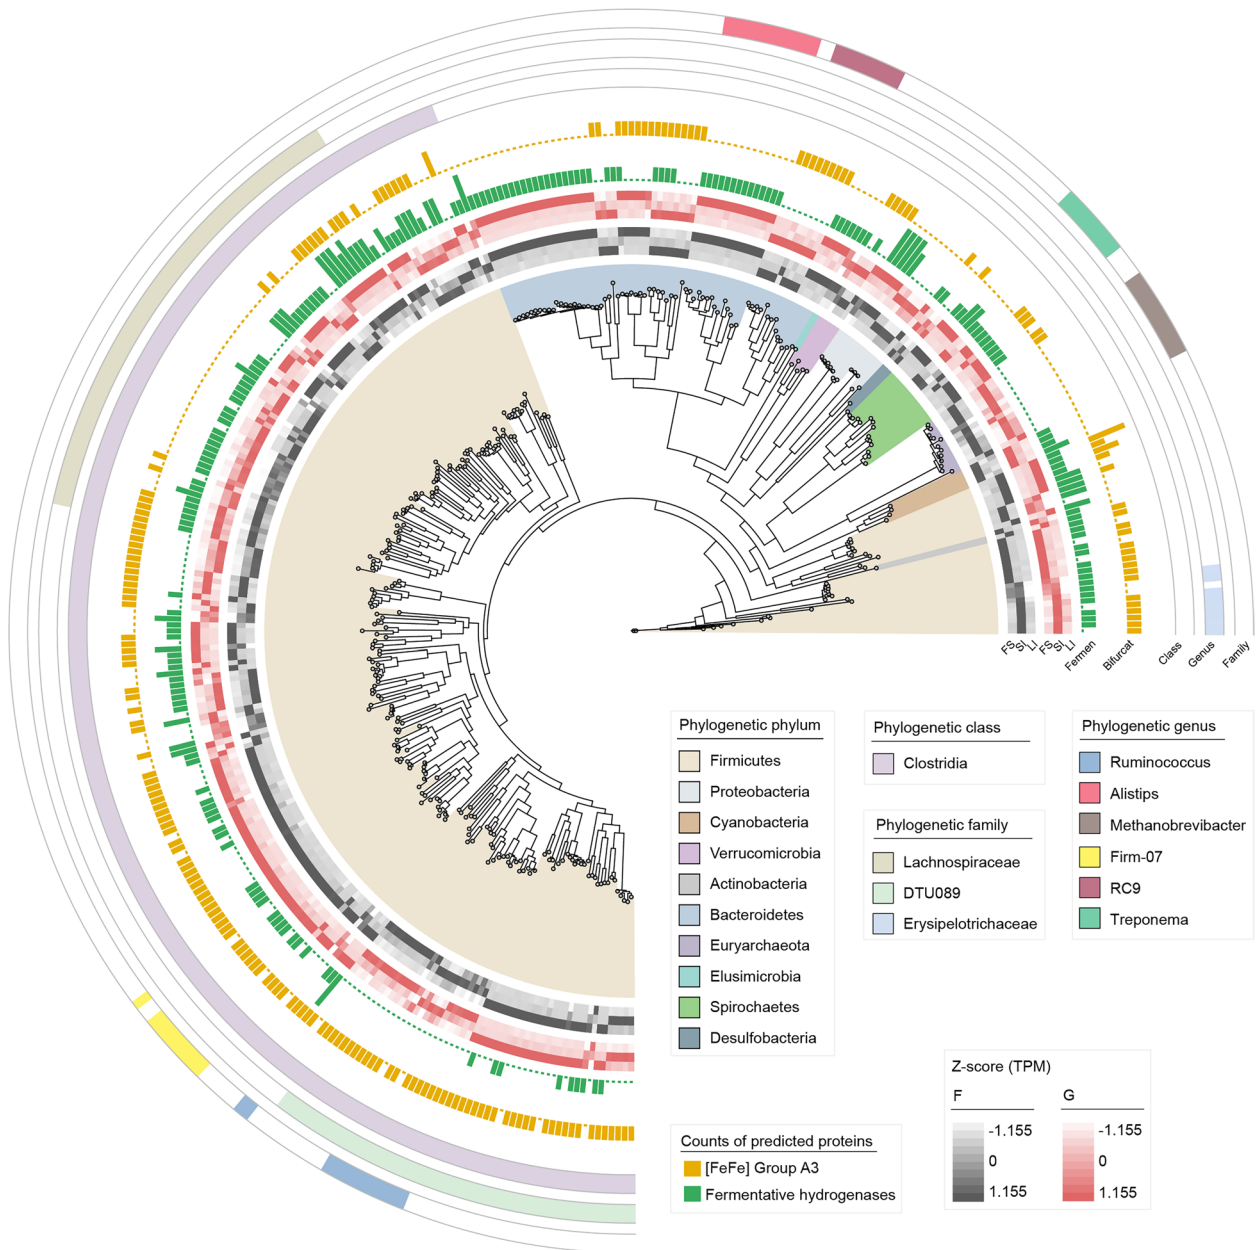 FS
SI
LI
FS
SI
LI
Fermen
Bifurcat
Class
Genus
Family
Phylogenetic phylum
Firmicutes
Proteobacteria
Cyanobacteria
Verrucomicrobia
Actinobacteria
Bacteroidetes
Euryarchaeota
Elusimicrobia
Spirochaetes
Desulfobacteria
Phylogenetic class
Clostridia
Phylogenetic family
Lachnospiraceae
DTU089
Erysipelotrichaceae
Phylogenetic genus
Ruminococcus
Alistips
Methanobrevibacter
Firm-07
RC9
Treponema
Counts of predicted proteins
[FeFe] Group A3
Fermentative hydrogenases
Z-score (TPM)
F G
-1.155 -1.155
0 0
1.155 1.155